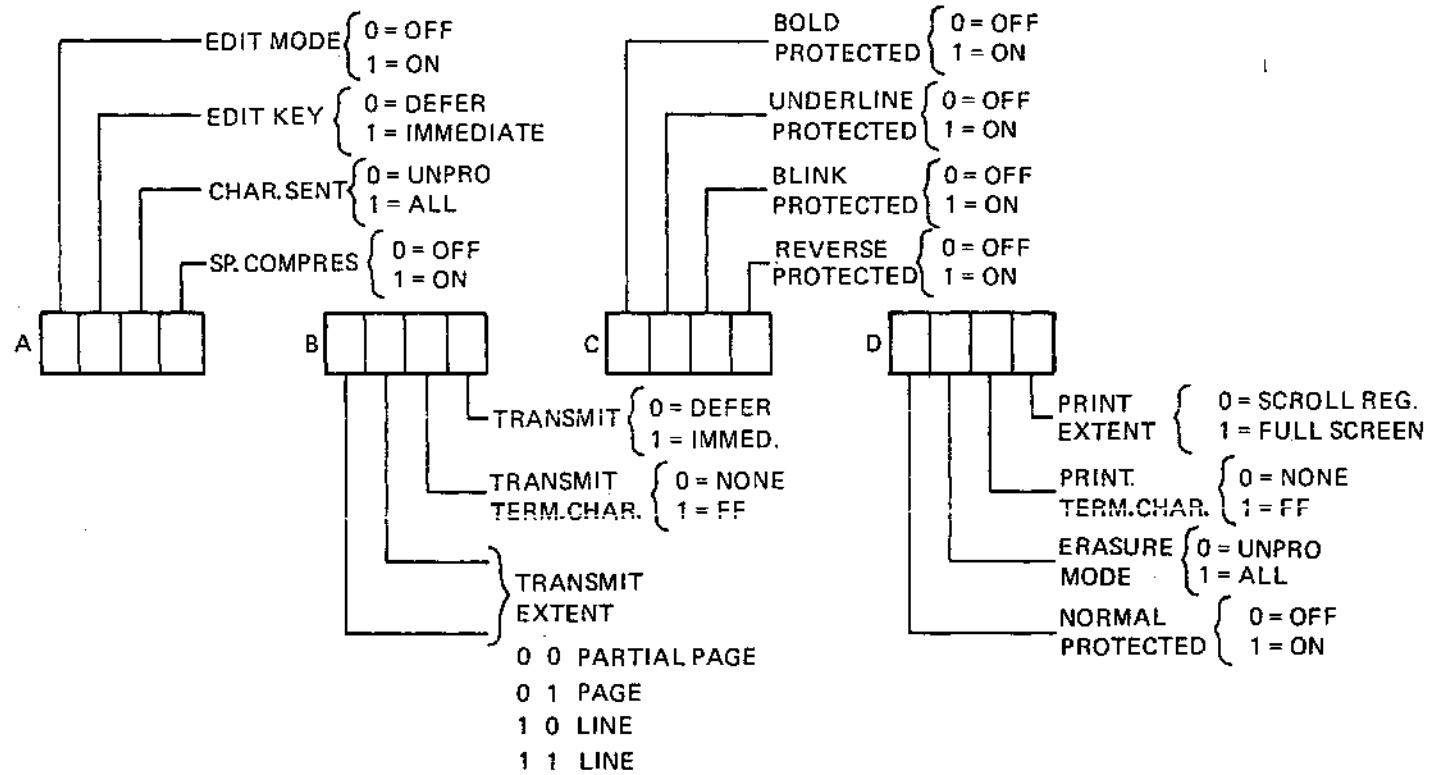 EDIT MODE 0 = OFF
1 = ON
EDIT KEY 0 = DEFER
1 = IMMEDIATE
CHAR. SENT 0 = UNPRO
1 = ALL
SP. COMPRES 0 = OFF
1 = ON
A
BOLD
PROTECTED
0 = OFF
1 = ON
UNDERLINE
PROTECTED
0 = OFF
1 = ON
BLINK
PROTECTED
0 = OFF
1 = ON
REVERSE
PROTECTED
0 = OFF
1 = ON
B
C
D
TRANSMIT 0 = DEFER
1 = IMMED.
TRANSMIT
TERM. CHAR.
0 = NONE
1 = FF
TRANSMIT
EXTENT
0 0 PARTIAL PAGE
0 1 PAGE
1 0 LINE
1 1 LINE
PRINT
EXTENT
0 = SCROLL REG.
1 = FULL SCREEN
PRINT.
TERM. CHAR.
0 = NONE
1 = FF
ERASURE
MODE
0 = UNPRO
1 = ALL
NORMAL
PROTECTED
0 = OFF
1 = ON